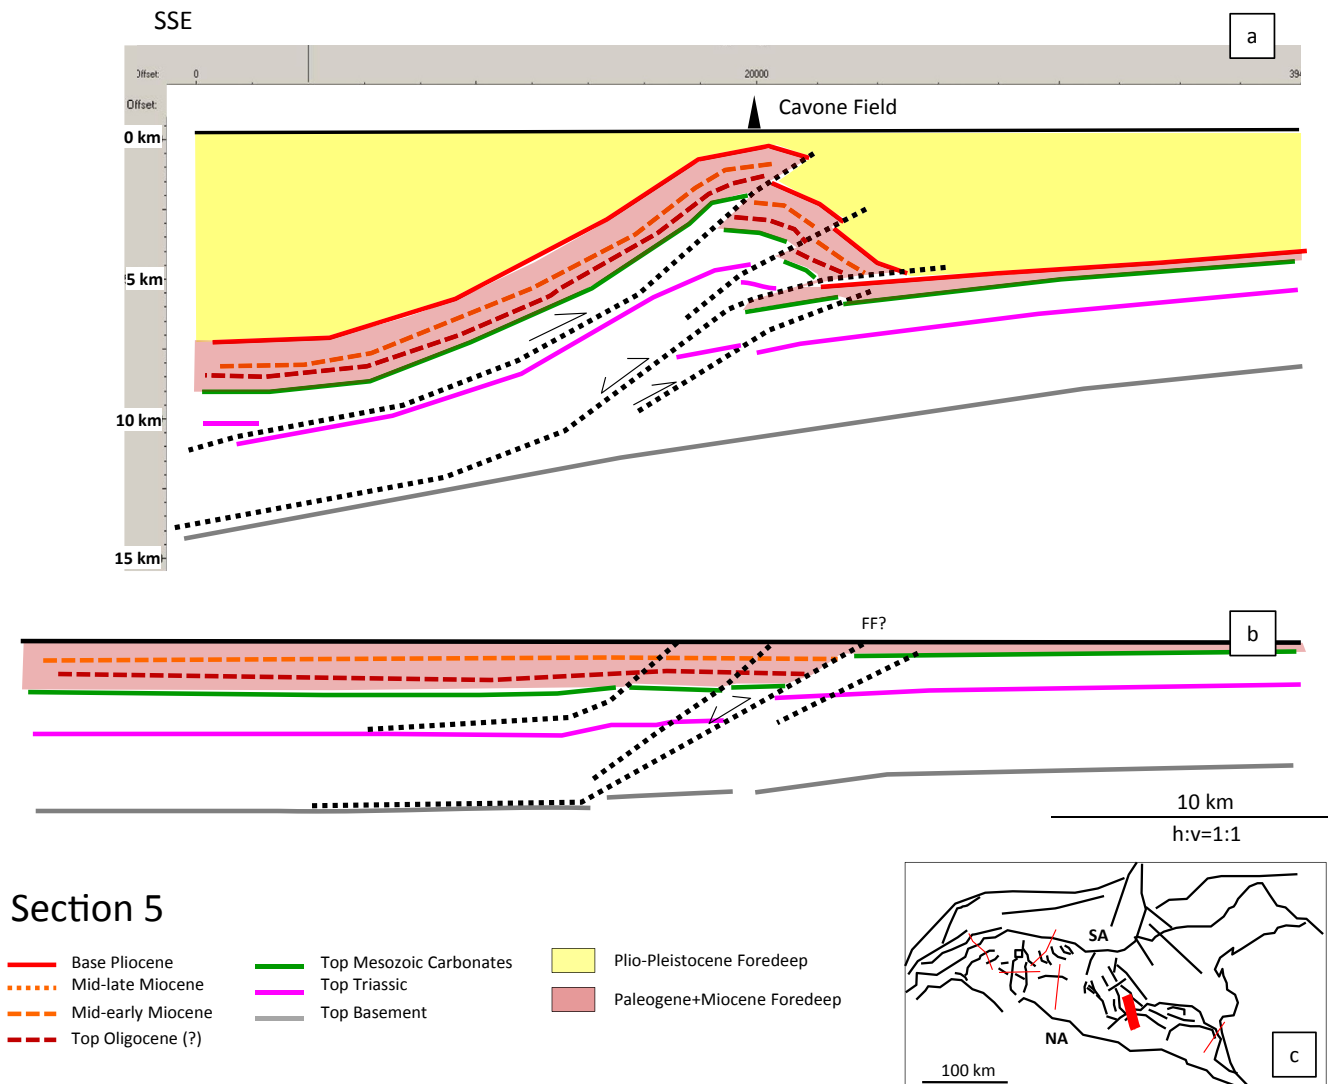 SSE
a
Offset:
0
20000
394
Offset:
Cavone Field
0 km
5 km
10 km
15 km
FF?
b
10 km
h:v=1:1
Section 5
Base Pliocene
Mid-late Miocene
Mid-early Miocene
Top Oligocene (?)
Top Mesozoic Carbonates
Top Triassic
Top Basement
Plio-Pleistocene Foredeep
Paleogene+Miocene Foredeep
SA
NA
100 km
c